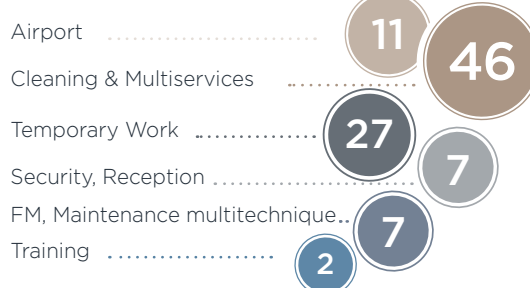 Airport 11
Cleaning & Multiservices 46
Temporary Work 27
Security, Reception 7
FM, Maintenance multitechnique 7
Training 2